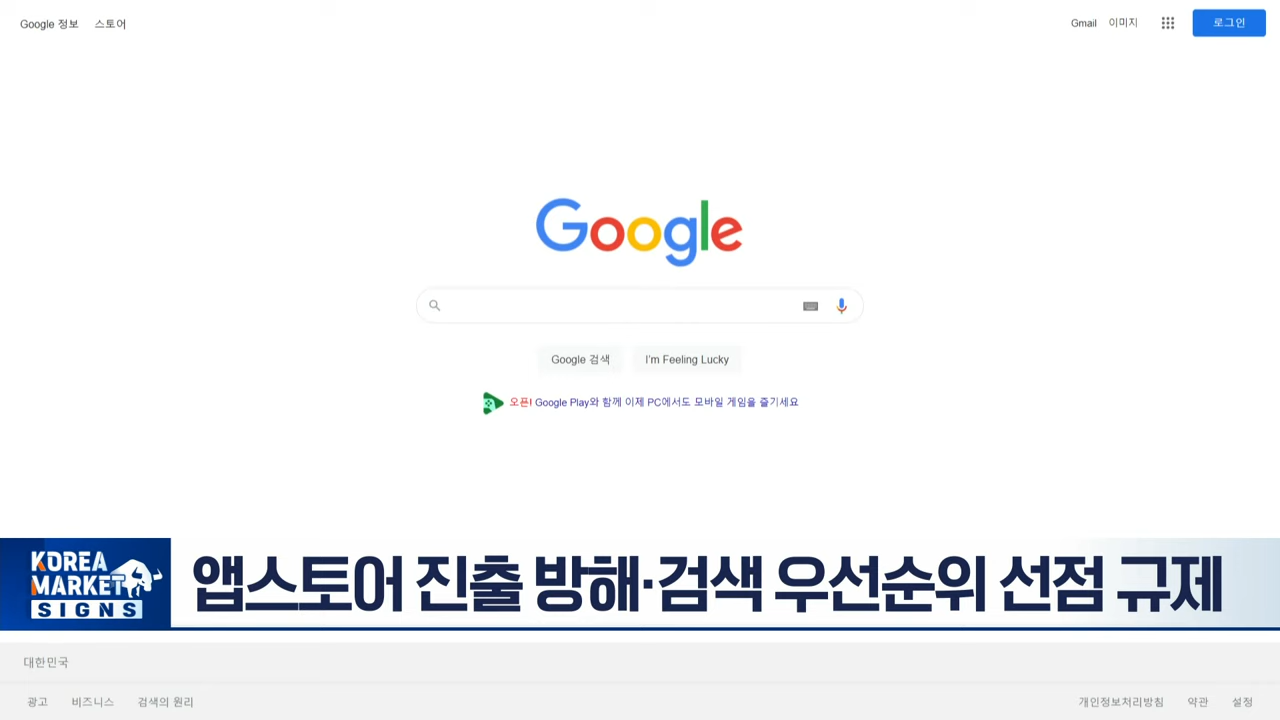 Google 정보 스토어
Gmail 이미지
로그인
Google
Google 검색
I'm Feeling Lucky
오픈! Google Play와 함께 이제 PC에서도 모바일 게임을 즐기세요
KOREA
MARKET
SIGNS
앱스토어 진출 방해·검색 우선순위 선점 규제
대한민국
광고 비즈니스 검색의 원리
개인정보처리방침 약관 설정